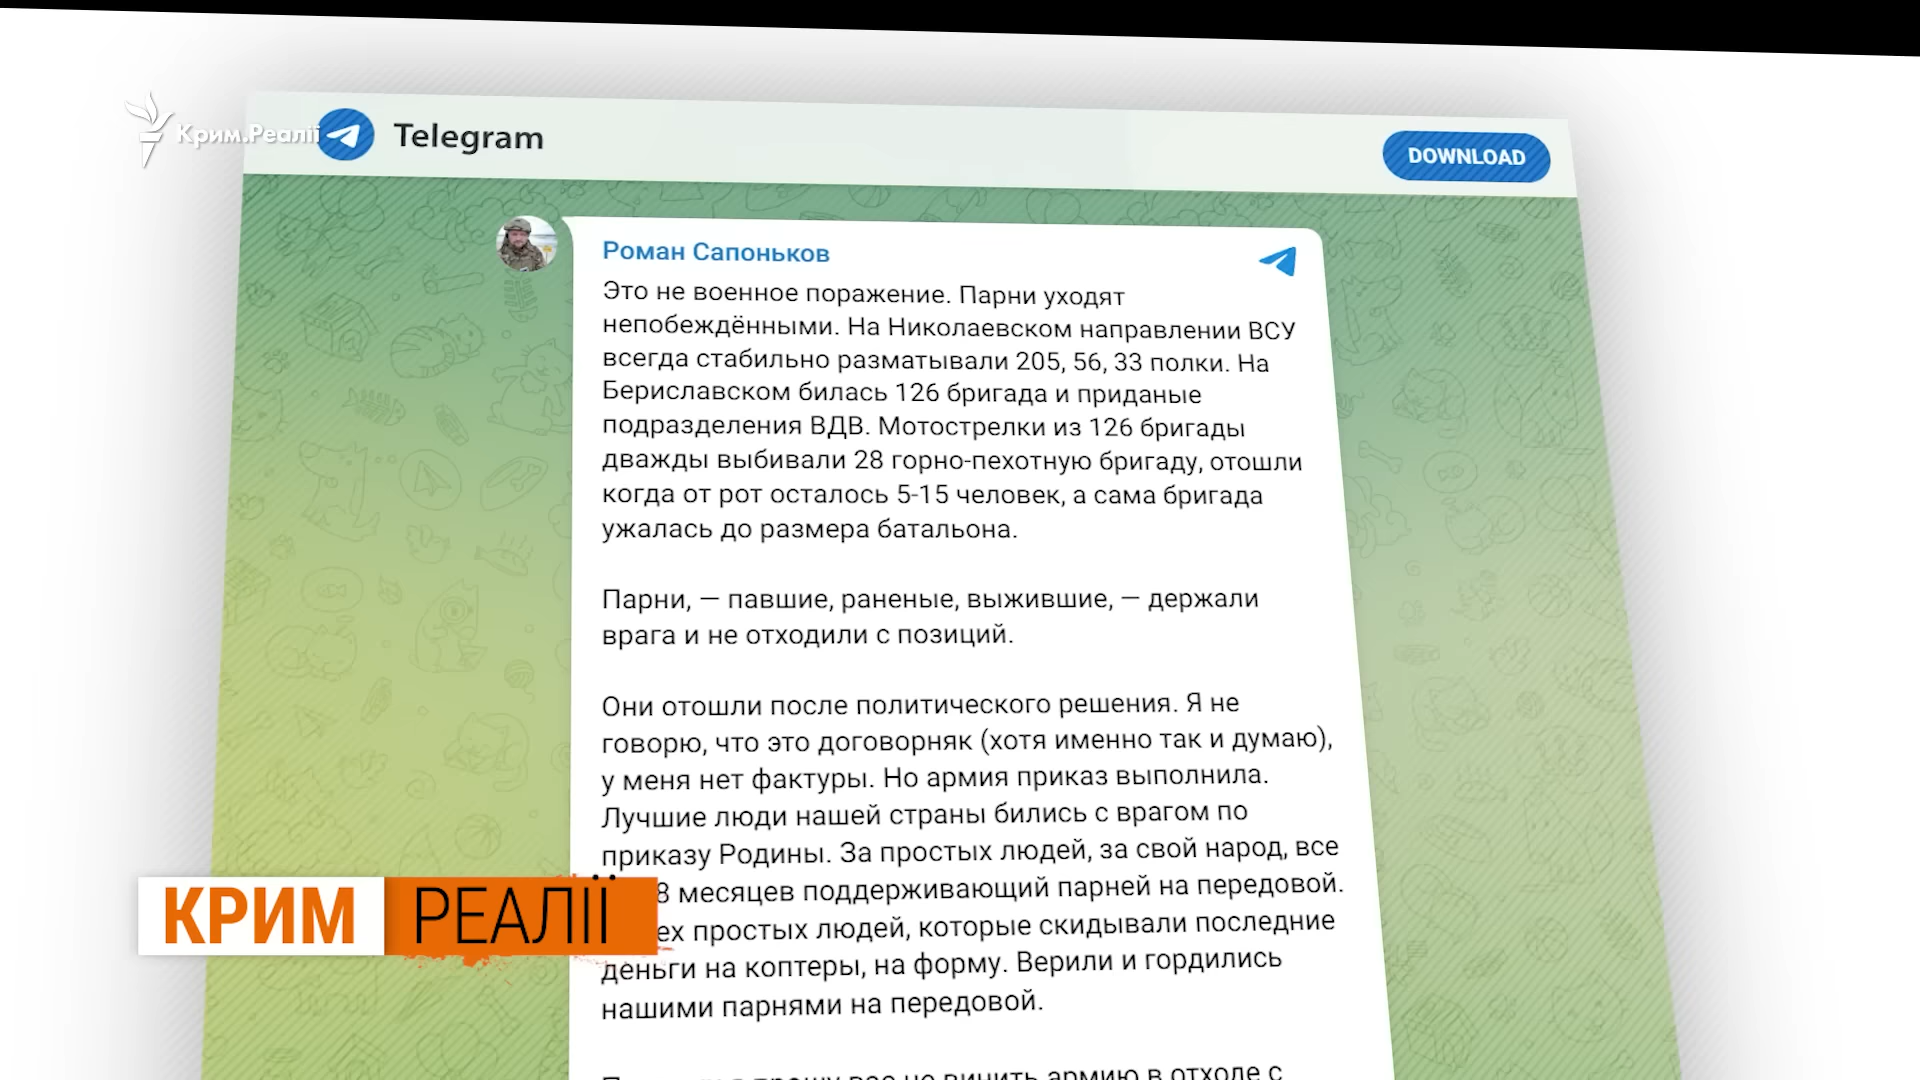 Крим.Реалії
Telegram
DOWNLOAD
Роман Сапоньков
Это не военное поражение. Парни уходят
непобеждёнными. На Николаевском направлении ВСУ
всегда стабильно разматывали 205, 56, 33 полки. На
Бериславском билась 126 бригада и приданые
подразделения ВДВ. Мотострелки из 126 бригады
дважды выбивали 28 горно-пехотную бригаду, отошли
когда от рот осталось 5-15 человек, а сама бригада
ужалась до размера батальона.
Парни, — павшие, раненые, выжившие, — держали
врага и не отходили с позиций.
Они отошли после политического решения. Я не
говорю, что это договорняк (хотя именно так и думаю),
у меня нет фактуры. Но армия приказ выполнила.
Лучшие люди нашей страны бились с врагом по
приказу Родины. За простых людей, за свой народ, все
8 месяцев поддерживающий парней на передовой.
простых людей, которые скидывали последние
деньги на коптеры, на форму. Верили и гордились
нашими парнями на передовой.
прошу вас не винить армию в отходе с
КРИМ РЕАЛІЇ